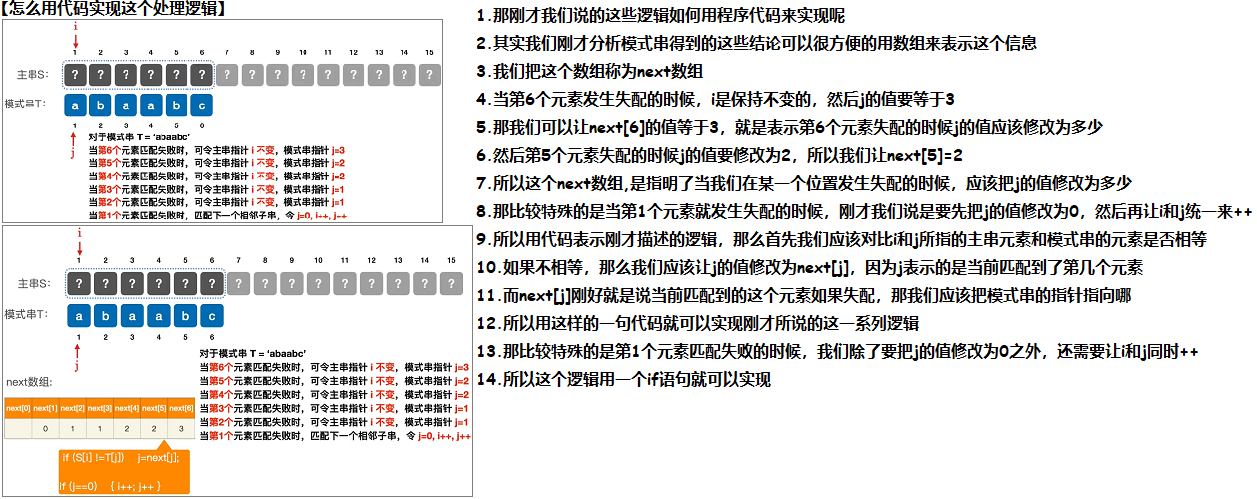 【怎么用代码实现这个处理逻辑】
i
1 2 3 4 5 6 7 8 9 10 11 12 13 14 15
主串S： ? ? ? ? ? ? ? ? ? ? ? ? ? ? ?
模式串T： a b a a b c
1 2 3 4 5 6
j
对于模式串 T = ‘abaabc’
当第6个元素匹配失败时，可令主串指针 i 不变，模式串指针 j=3
当第5个元素匹配失败时，可令主串指针 i 不变，模式串指针 j=2
当第4个元素匹配失败时，可令主串指针 i 不变，模式串指针 j=2
当第3个元素匹配失败时，可令主串指针 i 不变，模式串指针 j=1
当第2个元素匹配失败时，可令主串指针 i 不变，模式串指针 j=1
当第1个元素匹配失败时，匹配下一个相邻子串，令 j=0, i++, j++
i
1 2 3 4 5 6 7 8 9 10 11 12 13 14 15
主串S： ? ? ? ? ? ? ? ? ? ? ? ? ? ? ?
模式串T： a b a a b c
1 2 3 4 5 6
j
对于模式串 T = ‘abaabc’
当第6个元素匹配失败时，可令主串指针 i 不变，模式串指针 j=3
当第5个元素匹配失败时，可令主串指针 i 不变，模式串指针 j=2
当第4个元素匹配失败时，可令主串指针 i 不变，模式串指针 j=2
当第3个元素匹配失败时，可令主串指针 i 不变，模式串指针 j=1
当第2个元素匹配失败时，可令主串指针 i 不变，模式串指针 j=1
当第1个元素匹配失败时，匹配下一个相邻子串，令 j=0, i++, j++
next数组：
next[0] next[1] next[2] next[3] next[4] next[5] next[6]
0 1 1 2 2 3
if (S[i] !=T[j]) j=next[j];
if (j==0) { i++; j++ }
1.那刚才我们说的这些逻辑如何用程序代码来实现呢
2.其实我们刚才分析模式串得到的这些结论可以很方便的用数组来表示这个信息
3.我们把这个数组称为next数组
4.当第6个元素发生失配的时候，i是保持不变的，然后j的值要等于3
5.那我们可以让next[6]的值等于3，就是表示第6个元素失配的时候j的值应该修改为多少
6.然后第5个元素失配的时候j的值要修改为2，所以我们让next[5]=2
7.所以这个next数组,是指明了当我们在某一个位置发生失配的时候，应该把j的值修改为多少
8.那比较特殊的是当第1个元素就发生失配的时候，刚才我们说是要先把j的值修改为0，然后再让i和j统一来++
9.所以用代码表示刚才描述的逻辑，那么首先我们应该对比i和j所指的主串元素和模式串的元素是否相等
10.如果不相等，那么我们应该让j的值修改为next[j]，因为j表示的是当前匹配到了第几个元素
11.而next[j]刚好就是说当前匹配到的这个元素如果失配，那我们应该把模式串的指针指向哪
12.所以用这样的一句代码就可以实现刚才所说的这一系列逻辑
13.那比较特殊的是第1个元素匹配失败的时候，我们除了要把j的值修改为0之外，还需要让i和j同时++
14.所以这个逻辑用一个if语句就可以实现